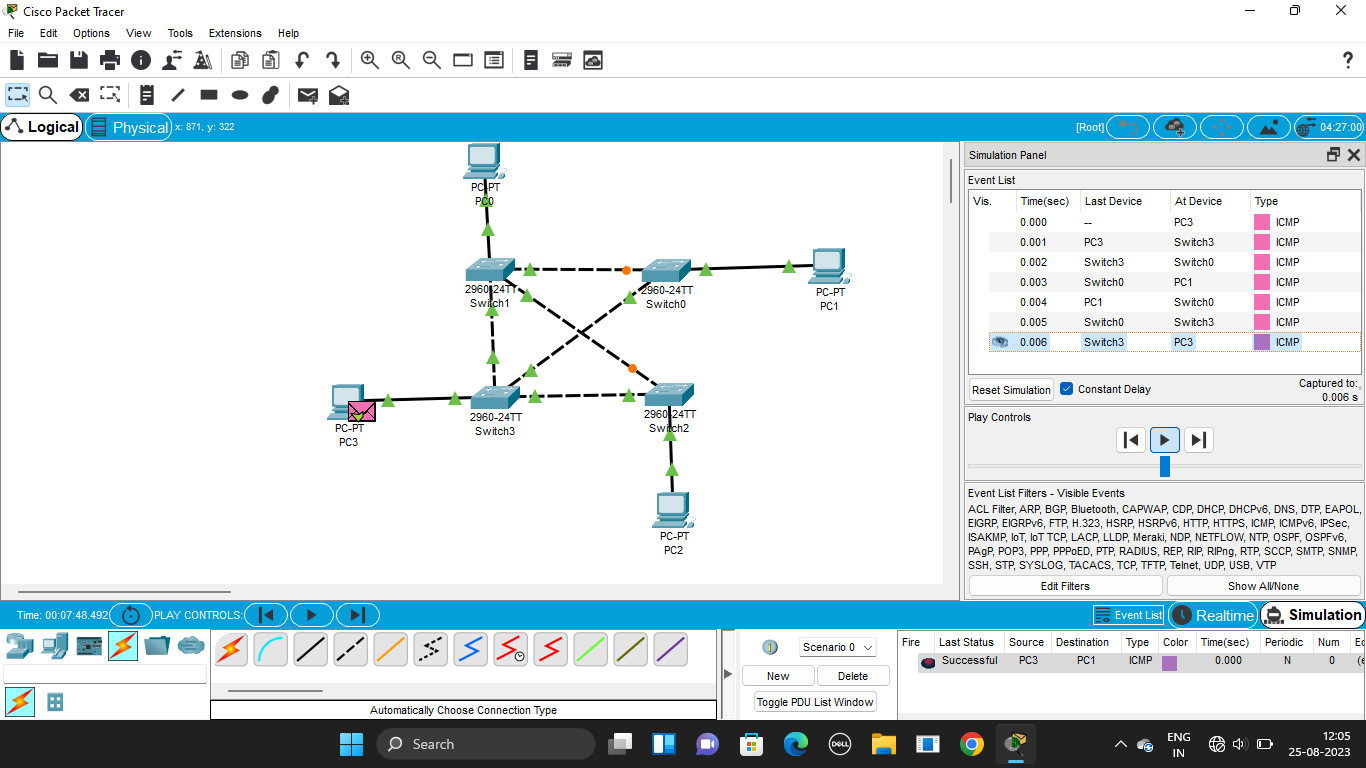 Cisco Packet Tracer
File Edit Options View Tools Extensions Help
Logical Physical x: 871, y: 322 [Root] 04:27:00
PC-PT
PC0
2960-24TT
Switch1
2960-24TT
Switch0
PC-PT
PC1
PC-PT
PC3
2960-24TT
Switch3
2960-24TT
Switch2
PC-PT
PC2
Simulation Panel
Event List
Vis. Time(sec) Last Device At Device Type
0.000 -- PC3 ICMP
0.001 PC3 Switch3 ICMP
0.002 Switch3 Switch0 ICMP
0.003 Switch0 PC1 ICMP
0.004 PC1 Switch0 ICMP
0.005 Switch0 Switch3 ICMP
0.006 Switch3 PC3 ICMP
Reset Simulation Constant Delay Captured to:
0.006 s
Play Controls
Event List Filters - Visible Events
ACL Filter, ARP, BGP, Bluetooth, CAPWAP, CDP, DHCP, DHCPv6, DNS, DTP, EAPOL,
EIGRP, EIGRPv6, FTP, H.323, HSRP, HSRPv6, HTTP, HTTPS, ICMP, ICMPv6, IPSec,
ISAKMP, IoT, IoT TCP, LACP, LLDP, Meraki, NDP, NETFLOW, NTP, OSPF, OSPFv6,
PAgP, POP3, PPP, PPPoED, PTP, RADIUS, REP, RIP, RIPng, RTP, SCCP, SMTP, SNMP,
SSH, STP, SYSLOG, TACACS, TCP, TFTP, Telnet, UDP, USB, VTP
Edit Filters Show All/None
Time: 00:07:48.492 PLAY CONTROLS: Event List Realtime Simulation
Automatically Choose Connection Type
Scenario 0
New Delete
Toggle PDU List Window
Fire Last Status Source Destination Type Color Time(sec) Periodic Num Ec
Successful PC3 PC1 ICMP 0.000 N 0 (e
Search
DELL
ENG
IN
12:05
25-08-2023